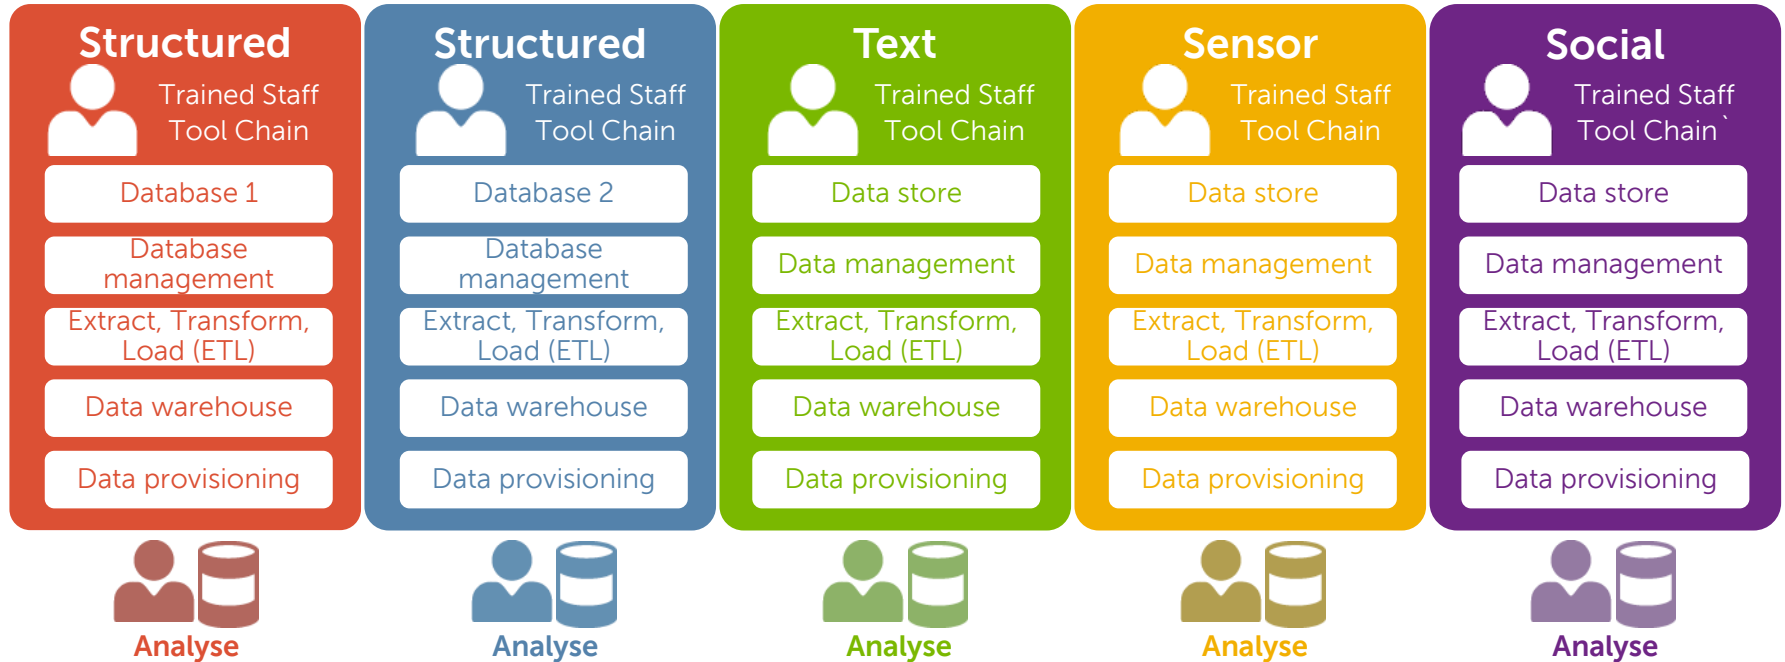 Structured
Trained Staff
Tool Chain
Database 1
Database
management
Extract, Transform,
Load (ETL)
Data warehouse
Data provisioning
Analyse
Structured
Trained Staff
Tool Chain
Database 2
Database
management
Extract, Transform,
Load (ETL)
Data warehouse
Data provisioning
Analyse
Text
Trained Staff
Tool Chain
Data store
Data management
Extract, Transform,
Load (ETL)
Data warehouse
Data provisioning
Analyse
Sensor
Trained Staff
Tool Chain
Data store
Data management
Extract, Transform,
Load (ETL)
Data warehouse
Data provisioning
Analyse
Social
Trained Staff
Tool Chain`
Data store
Data management
Extract, Transform,
Load (ETL)
Data warehouse
Data provisioning
Analyse